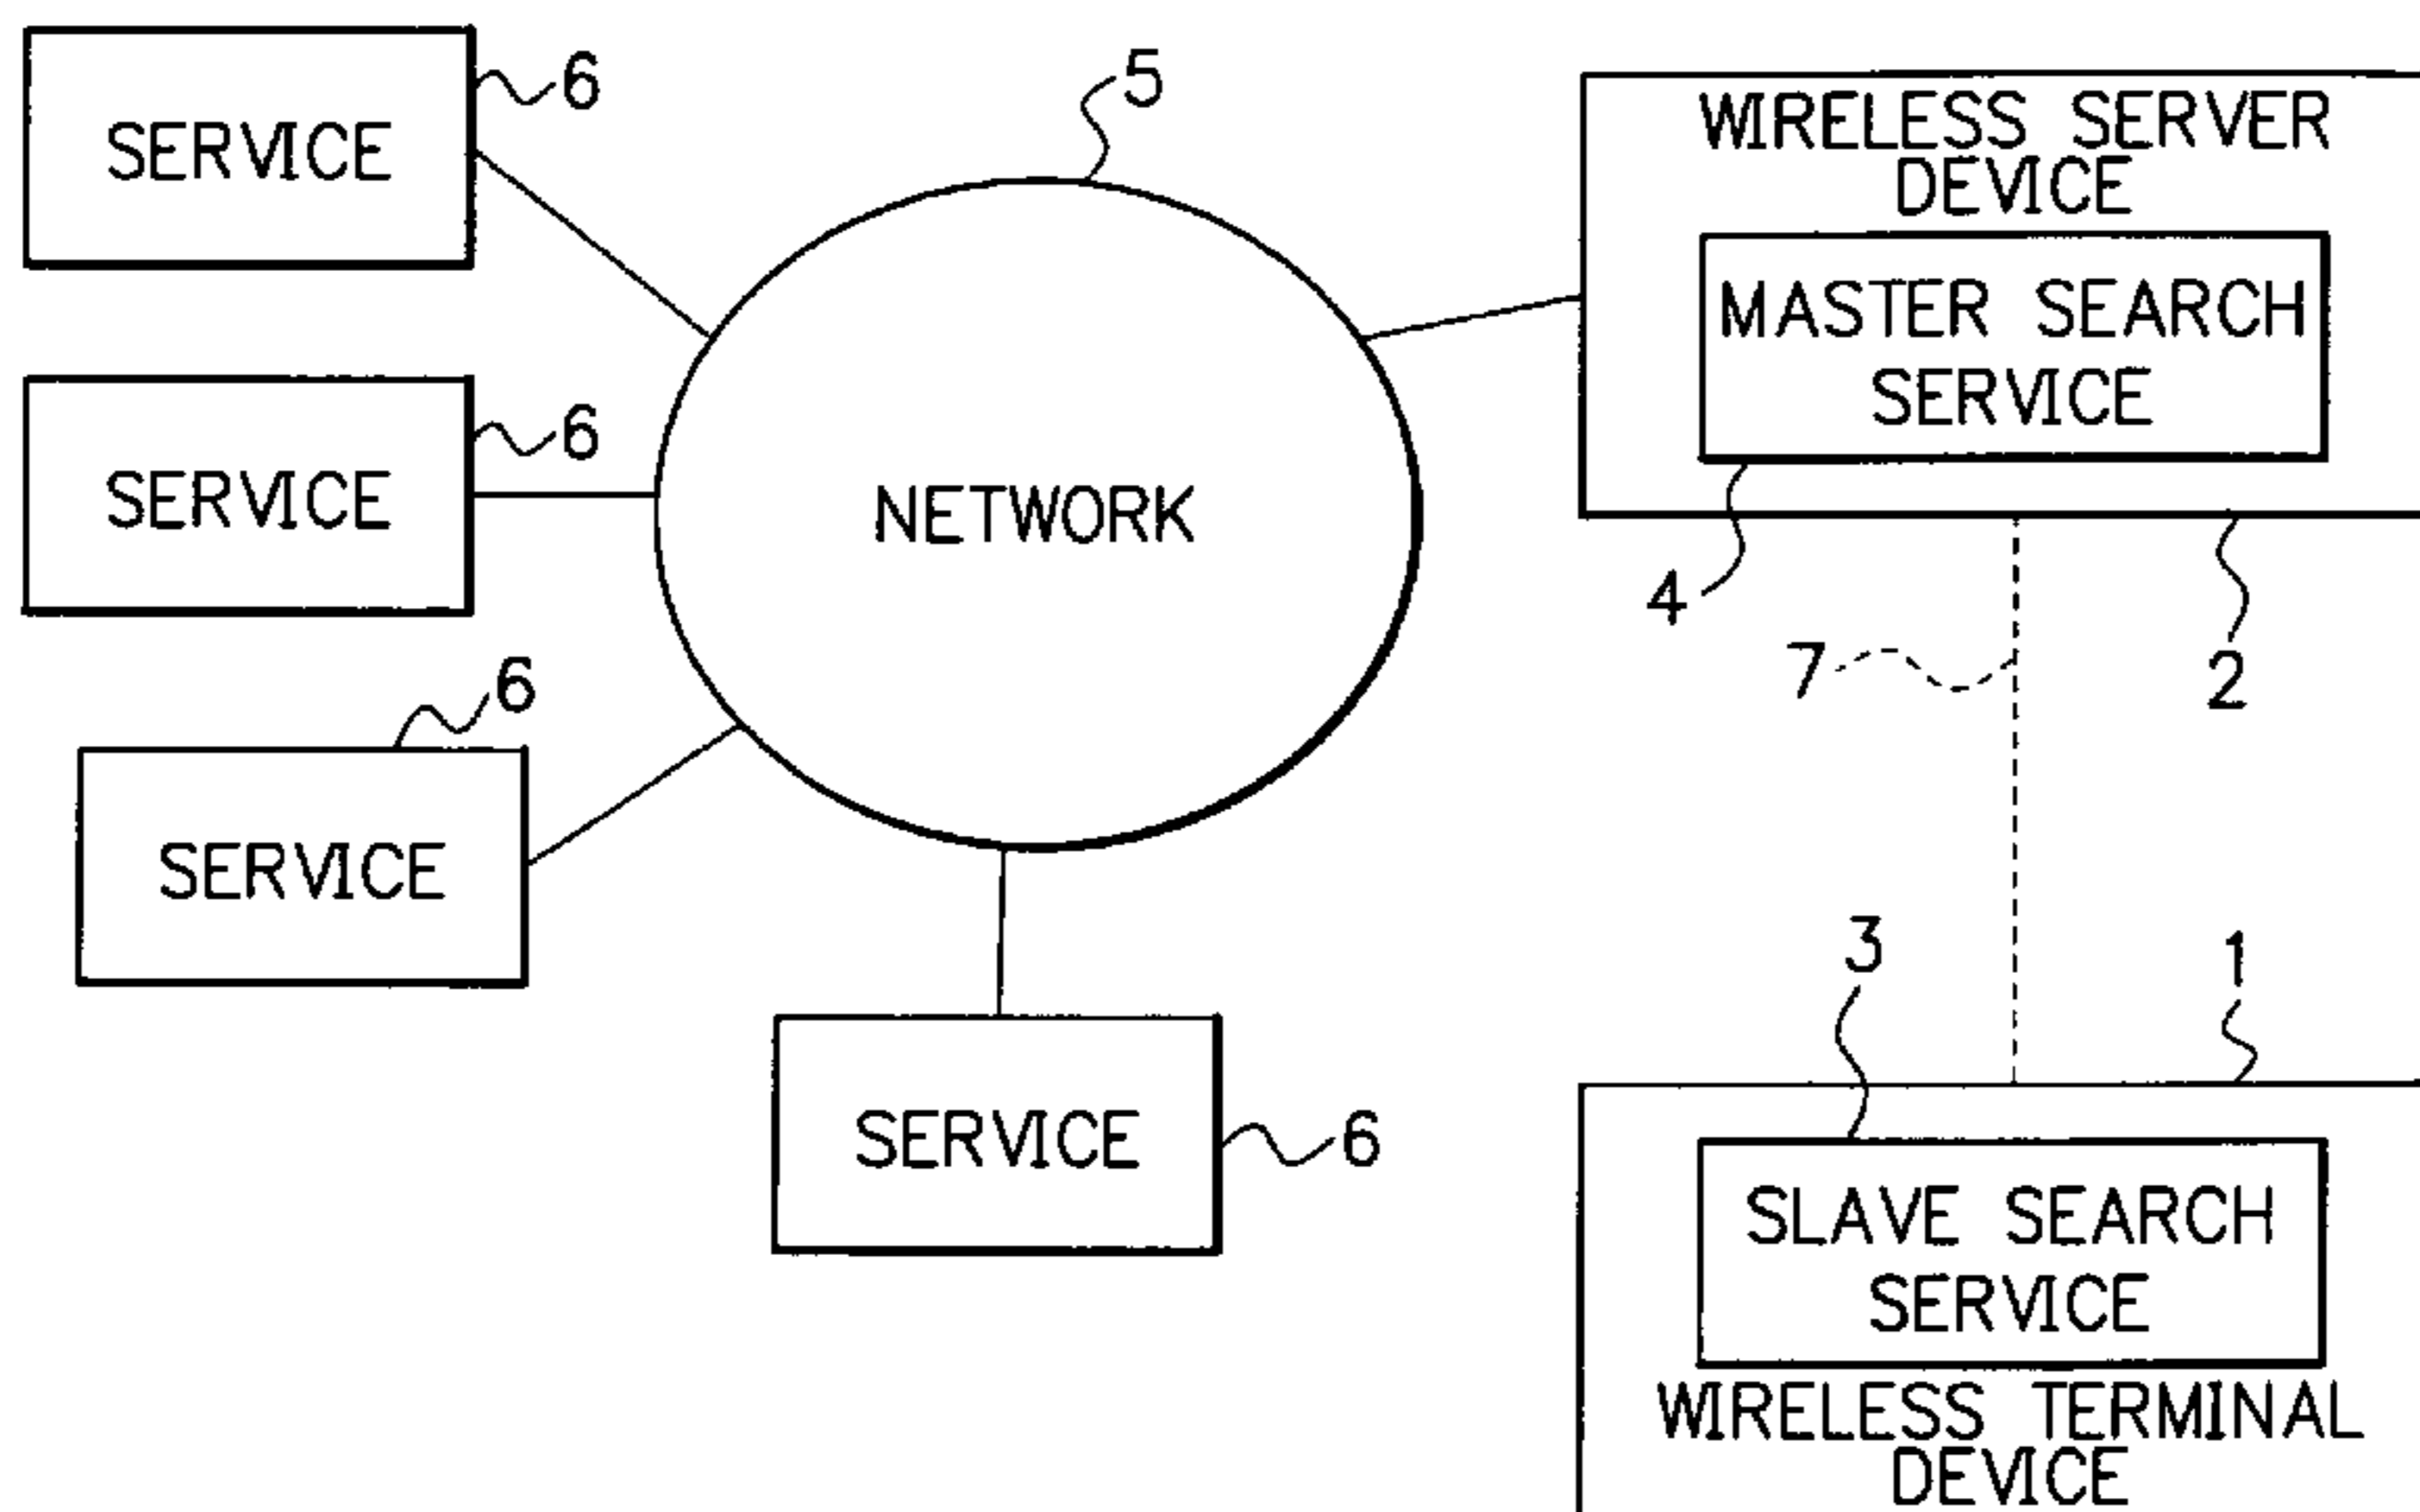 SERVICE
6
5
WIRELESS SERVER
DEVICE
MASTER SEARCH
SERVICE
SERVICE
6
NETWORK
4
7
2
6
SERVICE
3
1
SERVICE
6
SLAVE SEARCH
SERVICE
WIRELESS TERMINAL
DEVICE